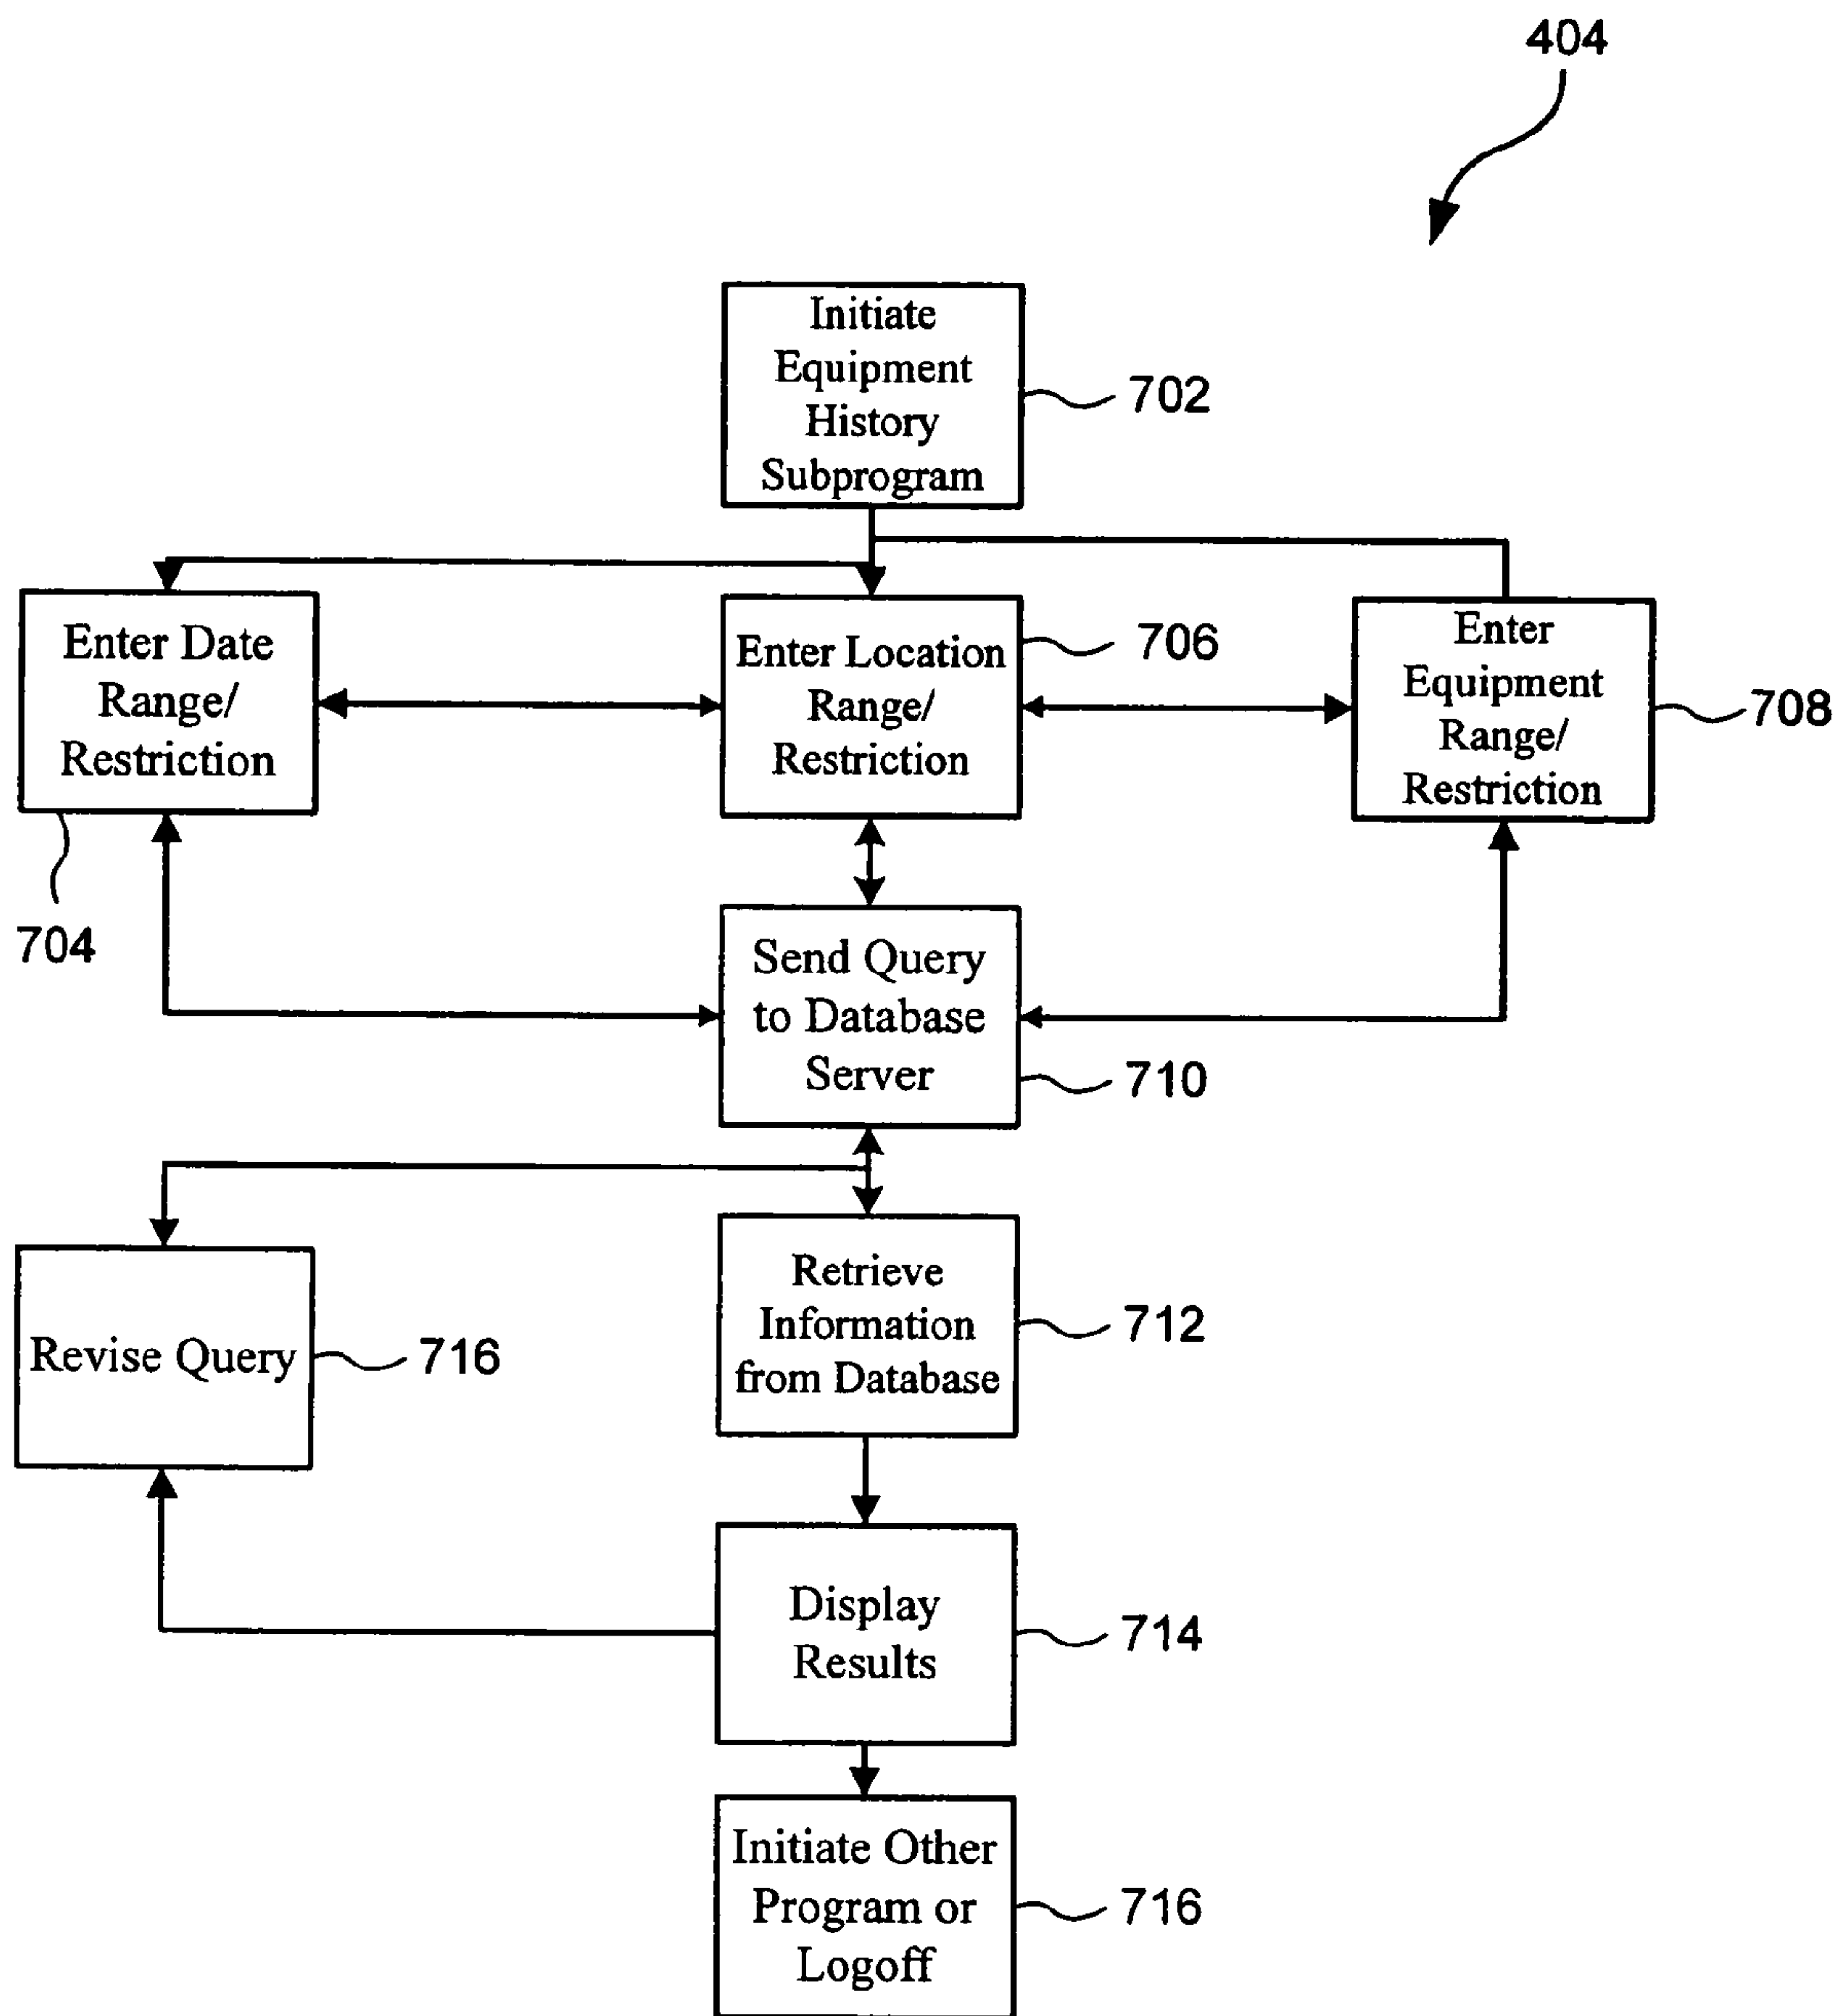 404
Initiate
Equipment
History
Subprogram
702
Enter Date
Range/
Restriction
704
Enter Location
Range/
Restriction
706
Enter
Equipment
Range/
Restriction
708
Send Query
to Database
Server
710
Revise Query
716
Retrieve
Information
from Database
712
Display
Results
714
Initiate Other
Program or
Logoff
716